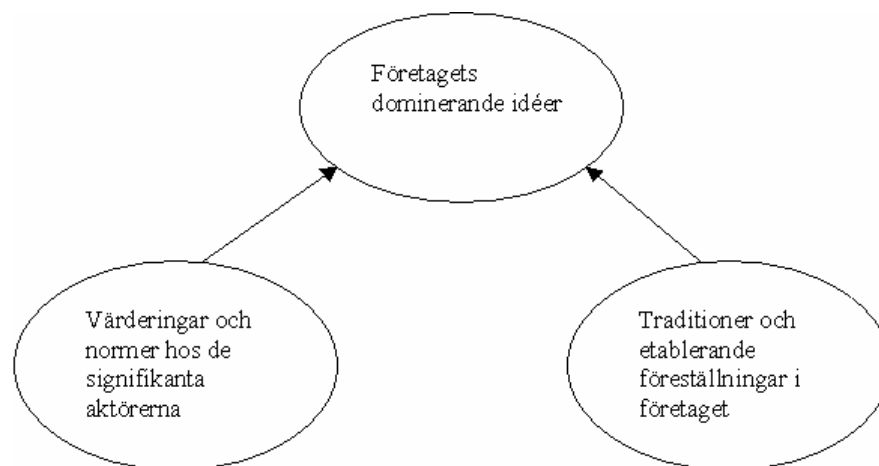 Företagets
dominerande idéer
Värderingar och
normer hos de
signifikanta
aktörerna
Traditioner och
etablerande
föreställningar i
företaget